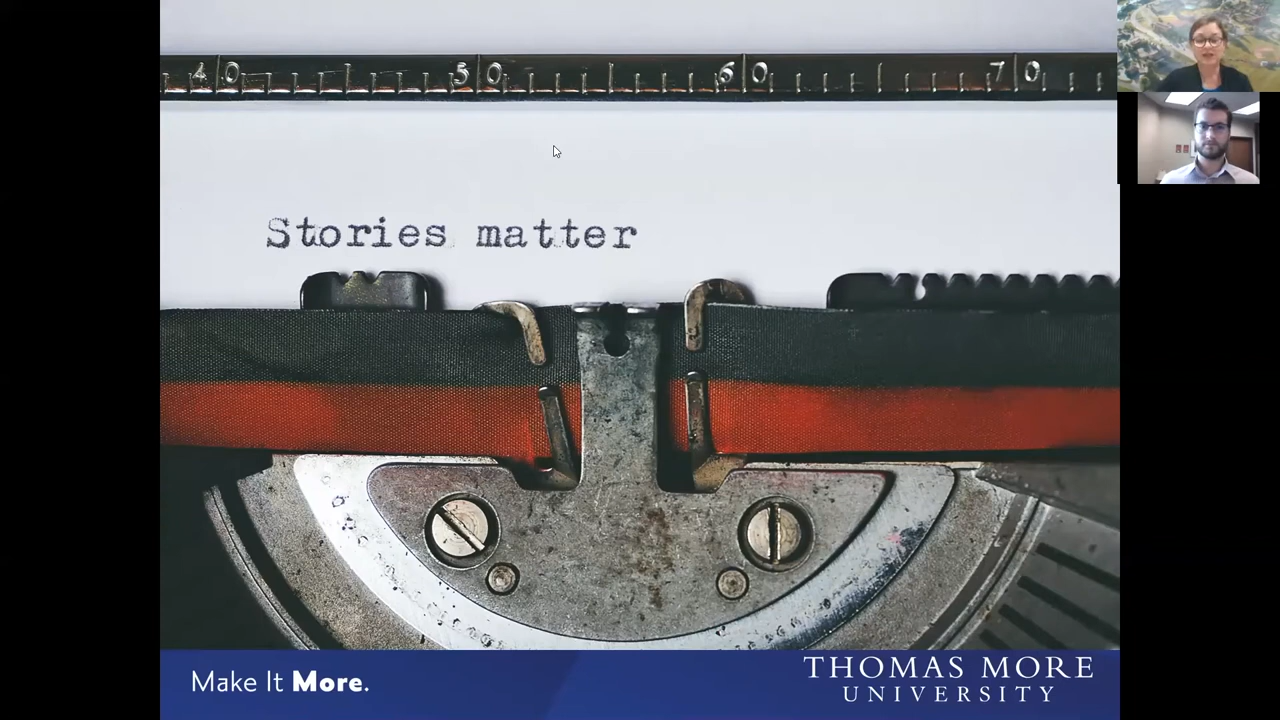 40 50 60 70
Stories matter
Make It More.
THOMAS MORE
UNIVERSITY